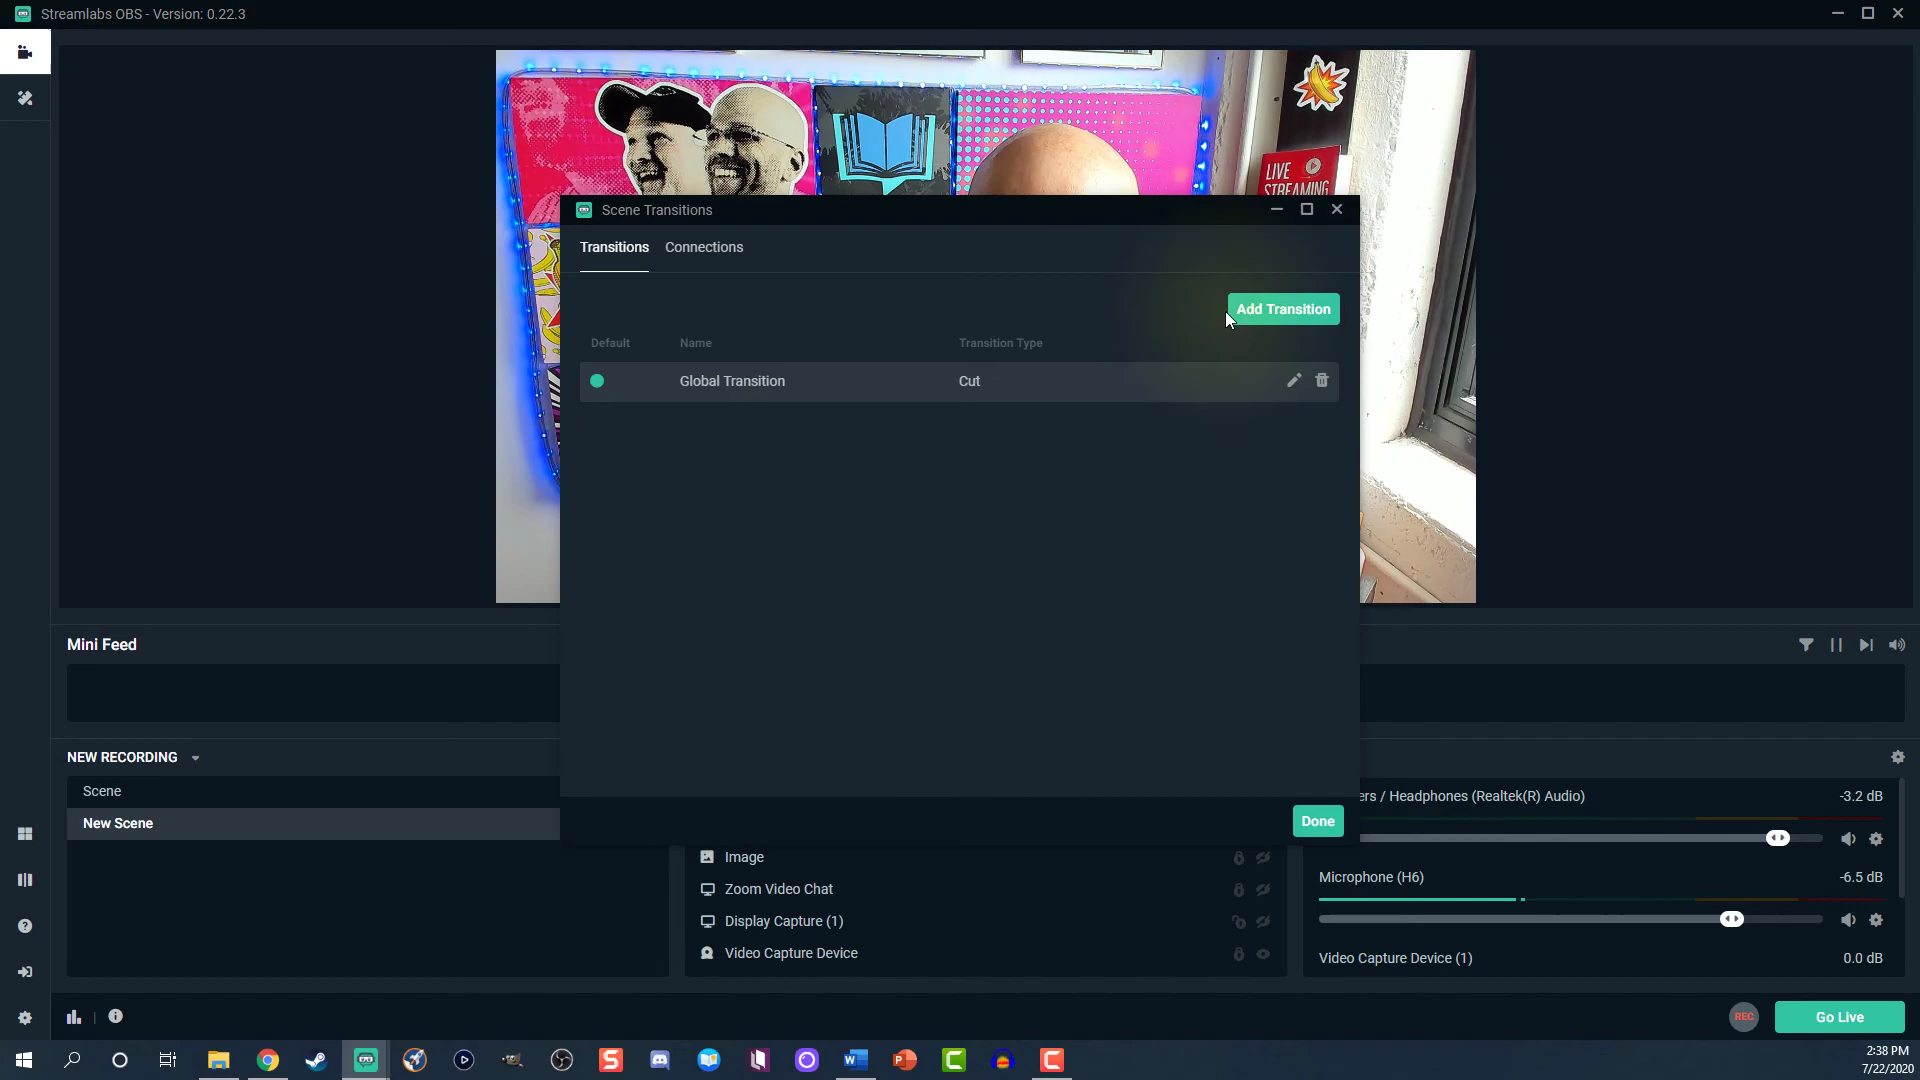 Streamlabs OBS - Version: 0.22.3
LIVE
STREAMING
Scene Transitions
Transitions Connections
Add Transition
Default Name Transition Type
Global Transition Cut
Mini Feed
NEW RECORDING
Scene
New Scene
Done
Image
Zoom Video Chat
Display Capture (1)
Video Capture Device
ers / Headphones (Realtek(R) Audio) -3.2 dB
Microphone (H6) -6.5 dB
Video Capture Device (1) 0.0 dB
REC Go Live
2:38 PM
7/22/2020